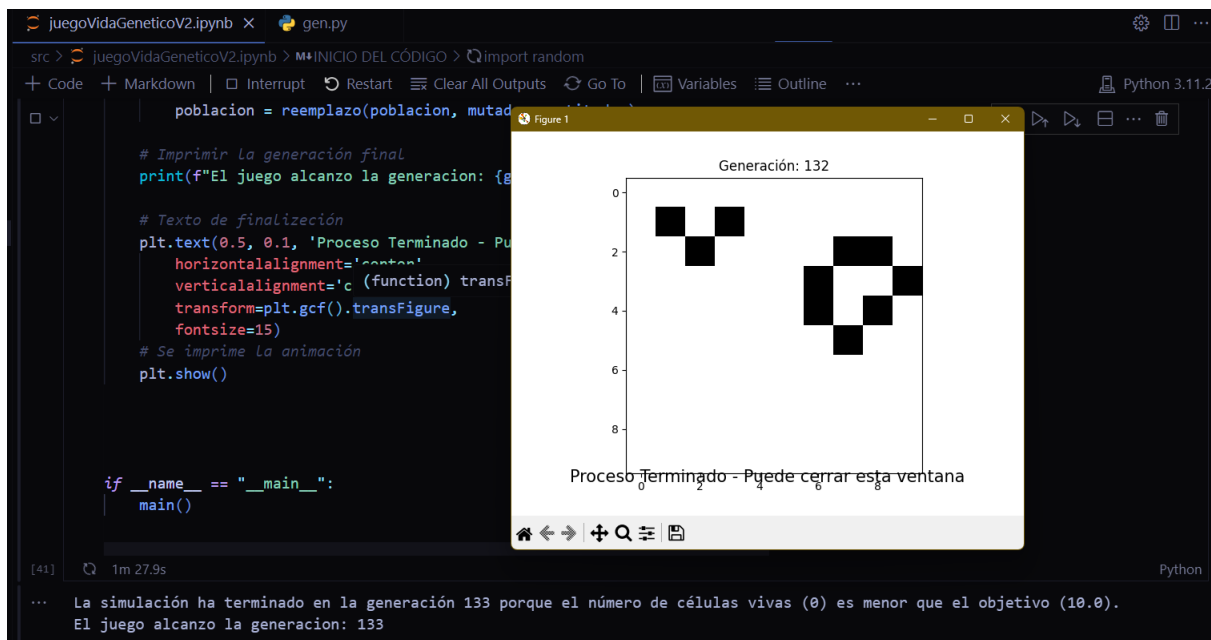 juegoVidaGeneticoV2.ipynb gen.py
src > juegoVidaGeneticoV2.ipynb > M↓INICIO DEL CÓDIGO > import random
+ Code + Markdown | Interrupt Restart Clear All Outputs Go To | Variables Outline ... Python 3.11.2
poblacion = reemplazo(poblacion, mutad
# Imprimir la generación final
print(f"El juego alcanzo la generacion: {g
# Texto de finalizeción
plt.text(0.5, 0.1, 'Proceso Terminado - Pu
horizontalalignment='center'
verticalalignment='c (function) transF
transform=plt.gcf().transFigure,
fontsize=15)
# Se imprime la animación
plt.show()
if __name__ == "__main__":
main()
[41] 1m 27.9s Python
Figure 1
Generación: 132
0
2
4
6
8
Proceso Terminado - Puede cerrar esta ventana
0 2 4 6 8
... La simulación ha terminado en la generación 133 porque el número de células vivas (0) es menor que el objetivo (10.0).
El juego alcanzo la generacion: 133